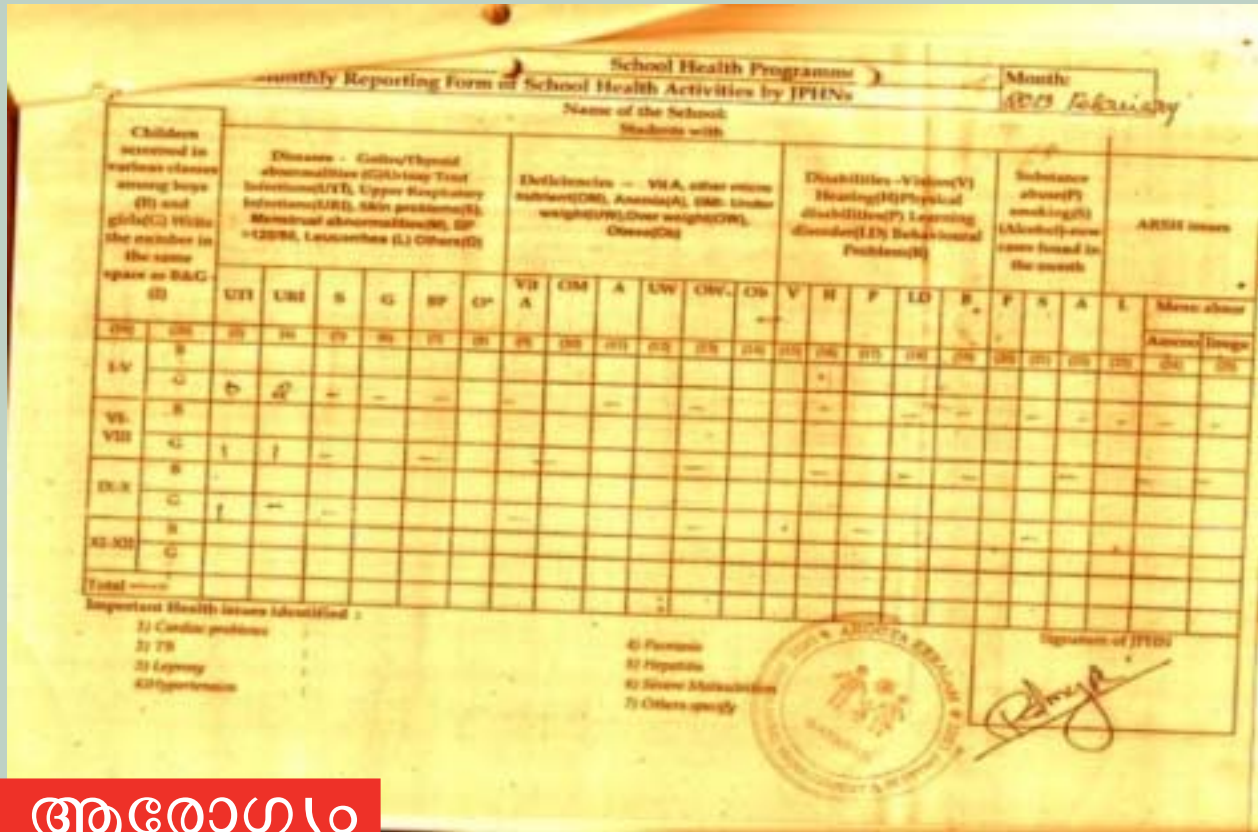 School Health Programme
Monthly Reporting Form of School Health Activities by JPHNs
Month:
2013 February
Name of the School:
Students with
Children
screened in
various classes
among boys
(B) and
girls(G) Write
the number in
the same
space as B&G
Diseases - Goitre/Thyroid
abnormalities (G)Urinary Tract
Infections(UTI), Upper Respiratory
Infections(URI), Skin problems(S),
Menstrual abnormalities(M), BP
>120/80, Leucorrhea (L) Others(O)
Deficiencies — Vit A, other micro
nutrient(OM), Anemia(A), Under
weight(UW),Over weight(OW),
Obese(Ob)
Disabilities -Vision(V)
Hearing(H)Physical
disabilities(P) Learning
disorder(LD) Behavioural
Problems(B)
Substance
abuse(P)
smoking(S)
(Alcohol)-new
cases found in
the month
ARSH issues
UTI URI S G BP O* Vit A OM A UW OW Ob V H P LD B P S A L Mens: abnor
I-V B
G
VI-VIII B
G
IX-X B
G
XI-XII B
G
Total
Important Health issues Identified :
1) Cardiac problems
2) TB
3) Leprosy
4)Hypertension
5) Hepatitis
6) Severe Malnutrition
7) Others specify
Signature of JPHN
ആരോഗ്യം